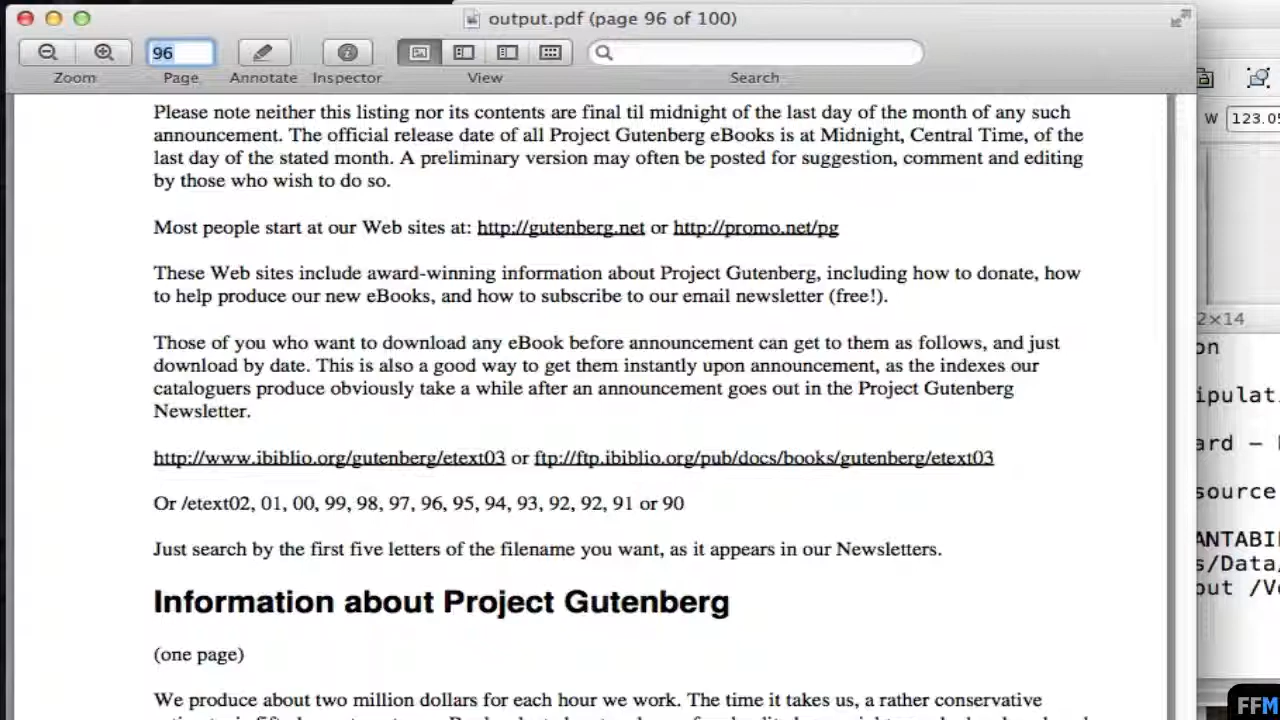 output.pdf (page 96 of 100)
96
Zoom Page Annotate Inspector View Search
W 123.05
Please note neither this listing nor its contents are final til midnight of the last day of the month of any such
announcement. The official release date of all Project Gutenberg eBooks is at Midnight, Central Time, of the
last day of the stated month. A preliminary version may often be posted for suggestion, comment and editing
by those who wish to do so.
Most people start at our Web sites at: http://gutenberg.net or http://promo.net/pg
These Web sites include award-winning information about Project Gutenberg, including how to donate, how
to help produce our new eBooks, and how to subscribe to our email newsletter (free!).
Those of you who want to download any eBook before announcement can get to them as follows, and just
download by date. This is also a good way to get them instantly upon announcement, as the indexes our
cataloguers produce obviously take a while after an announcement goes out in the Project Gutenberg
Newsletter.
http://www.ibiblio.org/gutenberg/etext03 or ftp://ftp.ibiblio.org/pub/docs/books/gutenberg/etext03
Or /etext02, 01, 00, 99, 98, 97, 96, 95, 94, 93, 92, 92, 91 or 90
Just search by the first five letters of the filename you want, as it appears in our Newsletters.
Information about Project Gutenberg
(one page)
We produce about two million dollars for each hour we work. The time it takes us, a rather conservative
2×14
on
ipulati
ard –
source
ANTABI
s/Data/
out /V
FFM